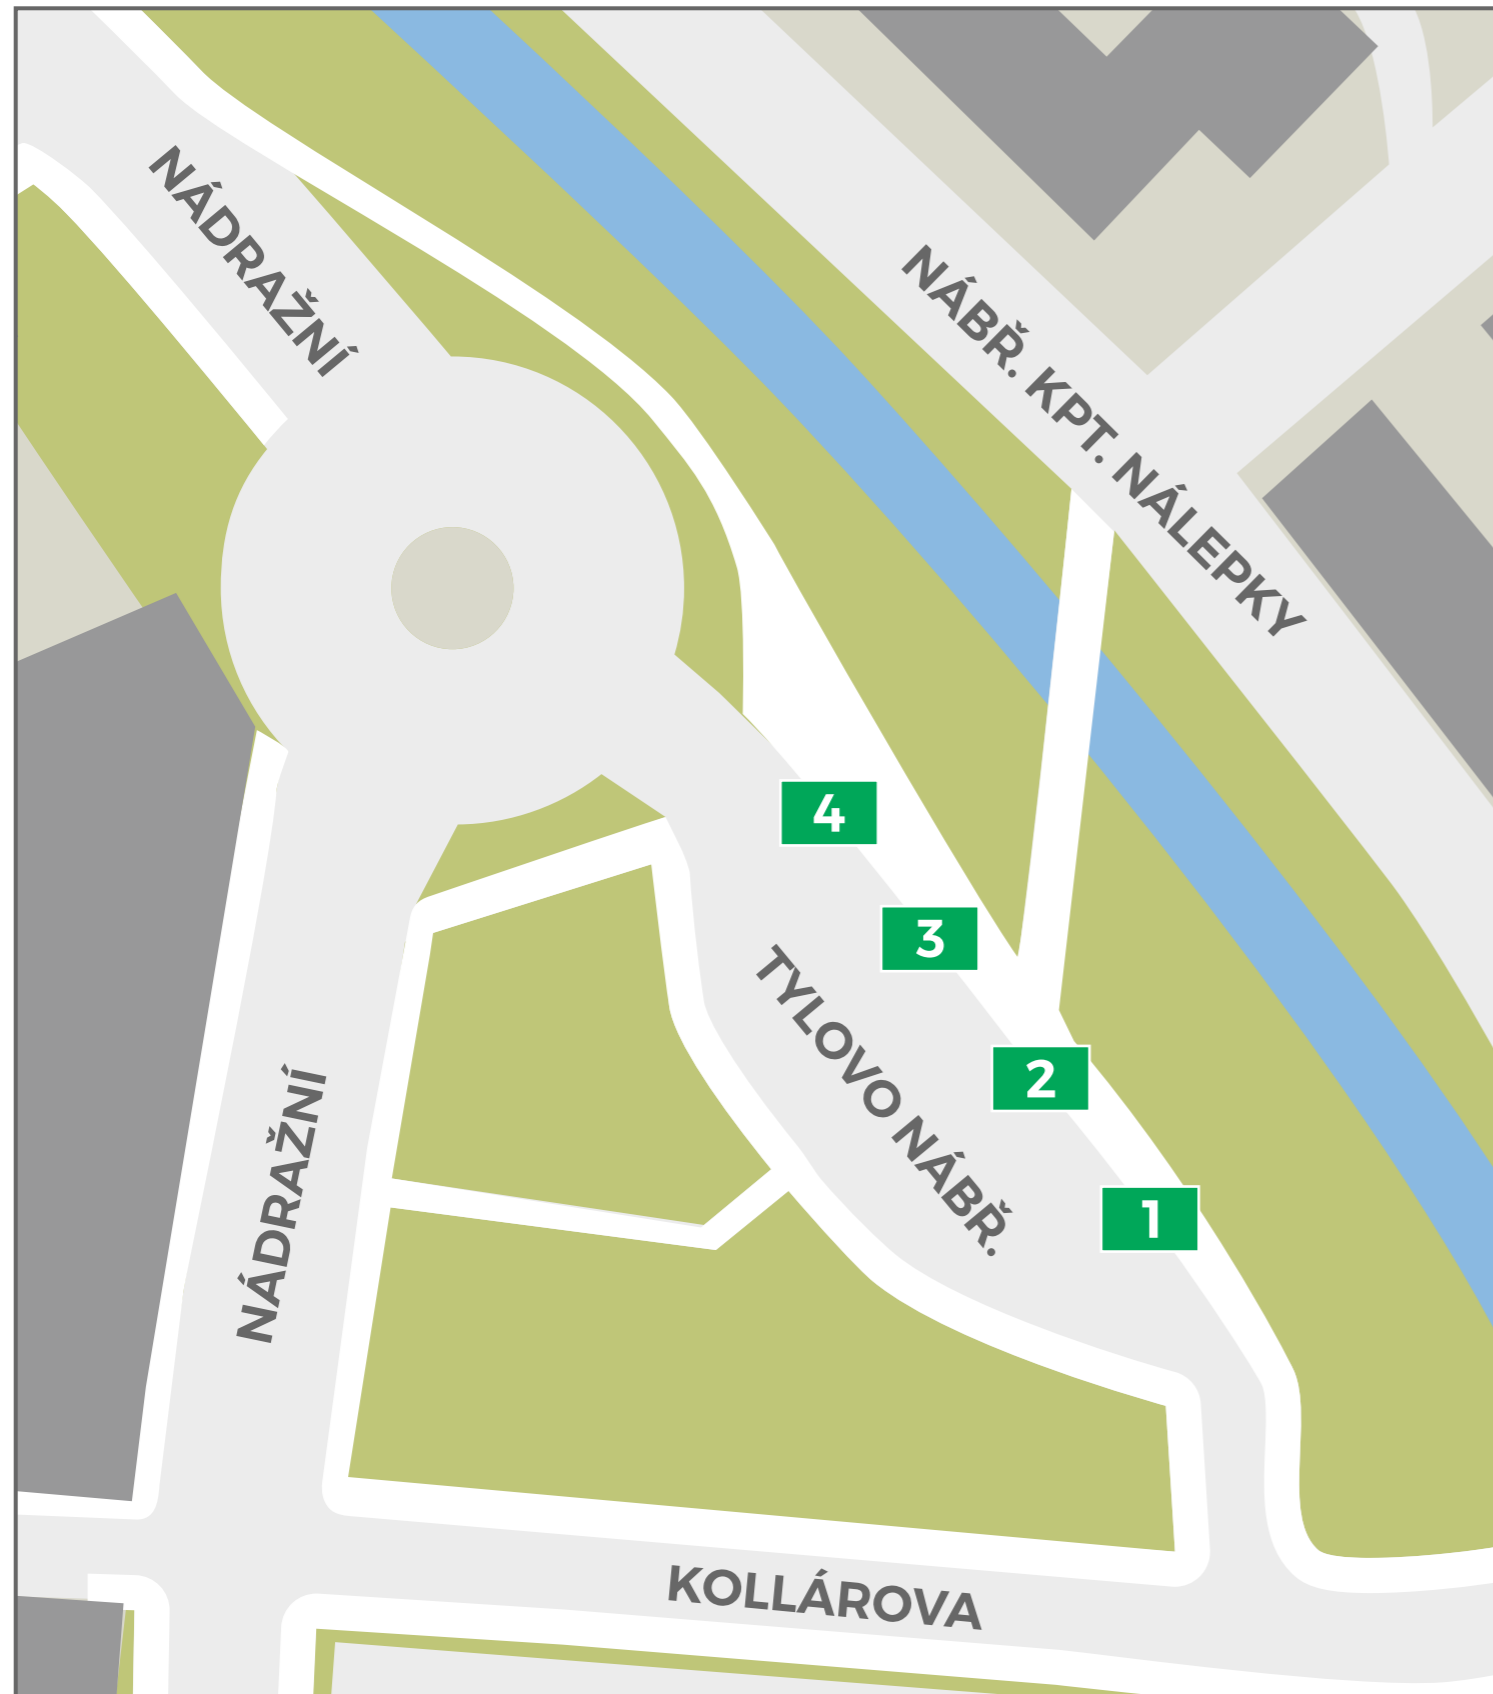 NÁDRAŽNÍ
NÁBŘ. KPT. NÁLEPKY
4
3
TYLOVO NÁBŘ.
2
NÁDRAŽNÍ
1
KOLLÁROVA